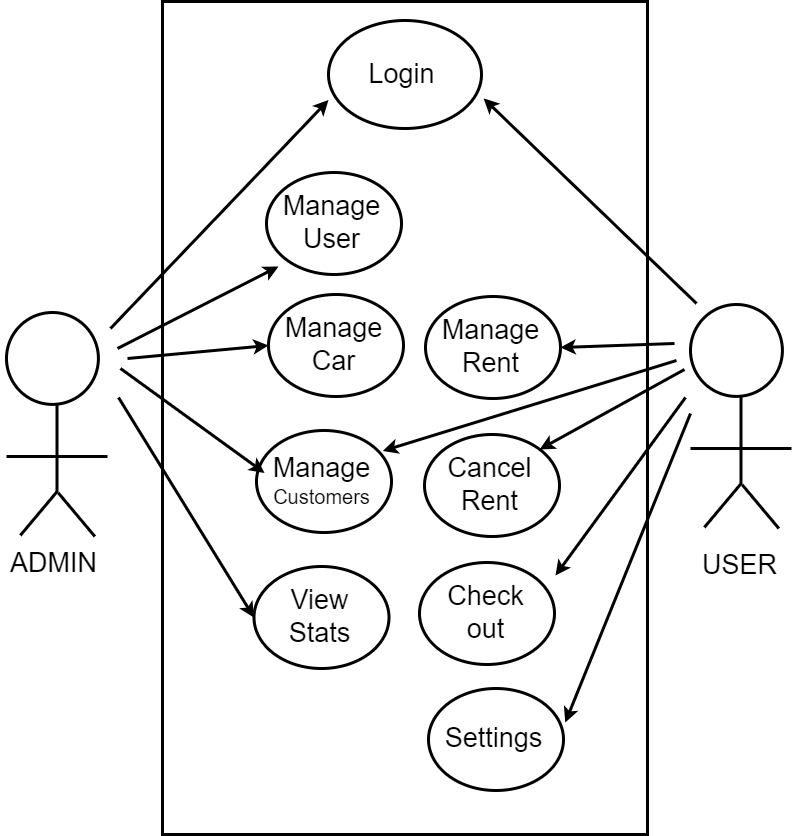 Login
Manage
User
Manage
Car
Manage
Rent
Manage
Customers
Cancel
Rent
ADMIN
USER
View
Stats
Check
out
Settings